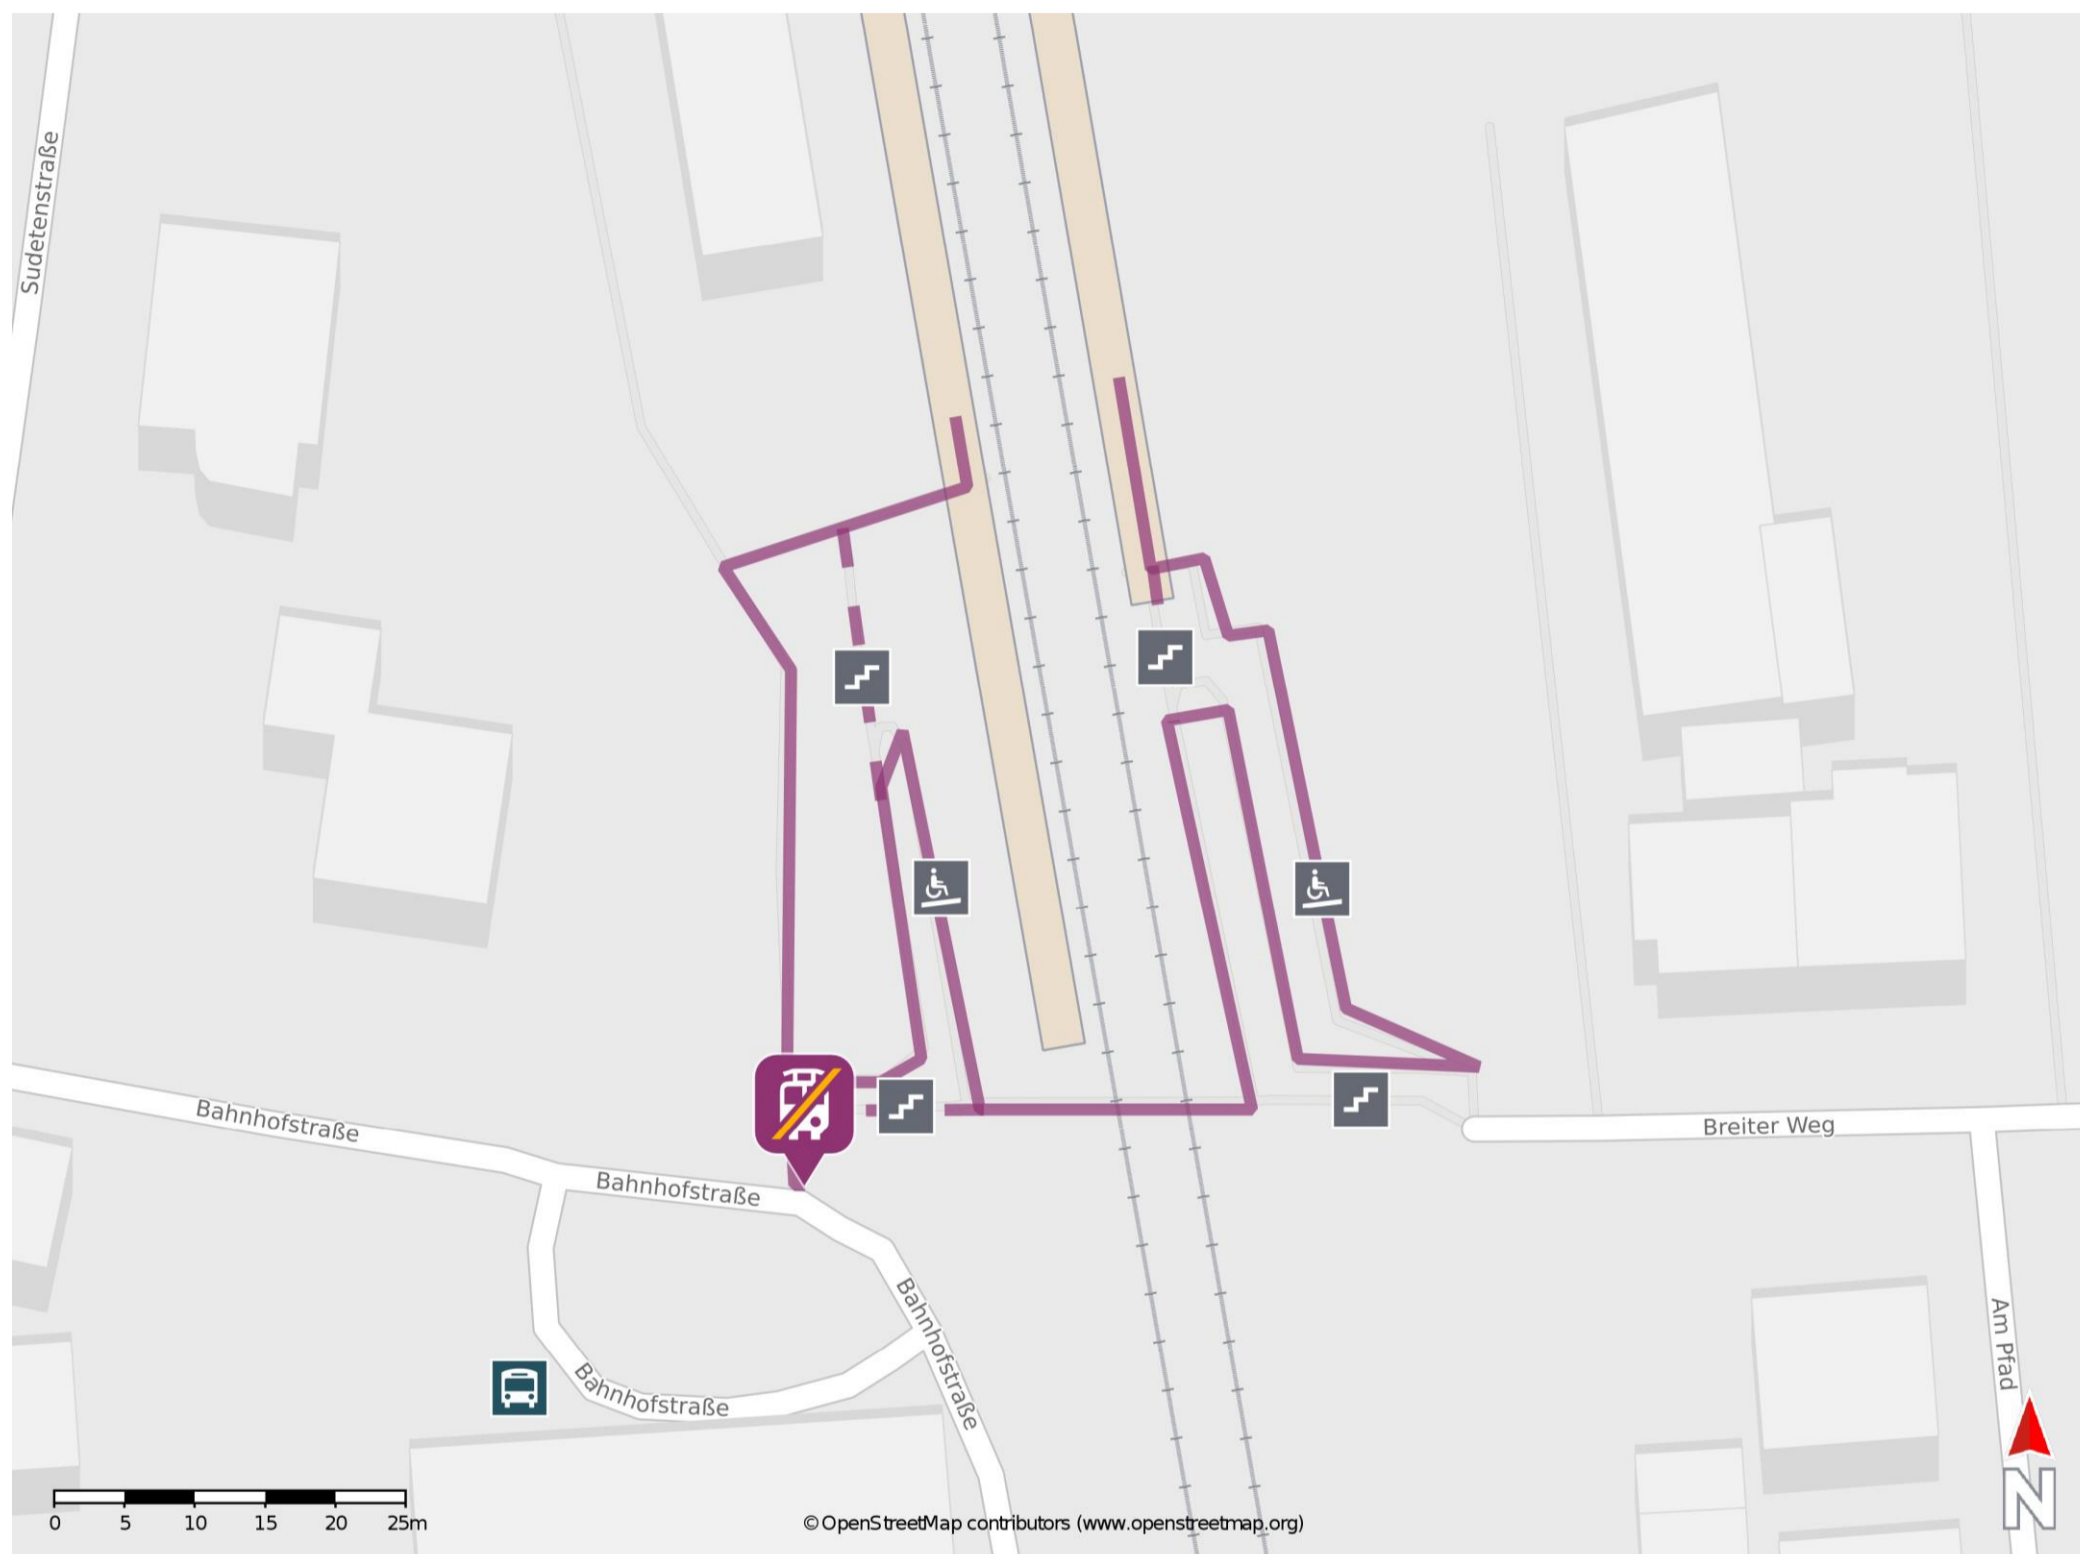 Sudetenstraße
Bahnhofstraße
Breiter Weg
Bahnhofstraße
Bahnhofstraße
Am Pfad
Bahnhofstraße
N
0 5 10 15 20 25m
© OpenStreetMap contributors (www.openstreetmap.org)